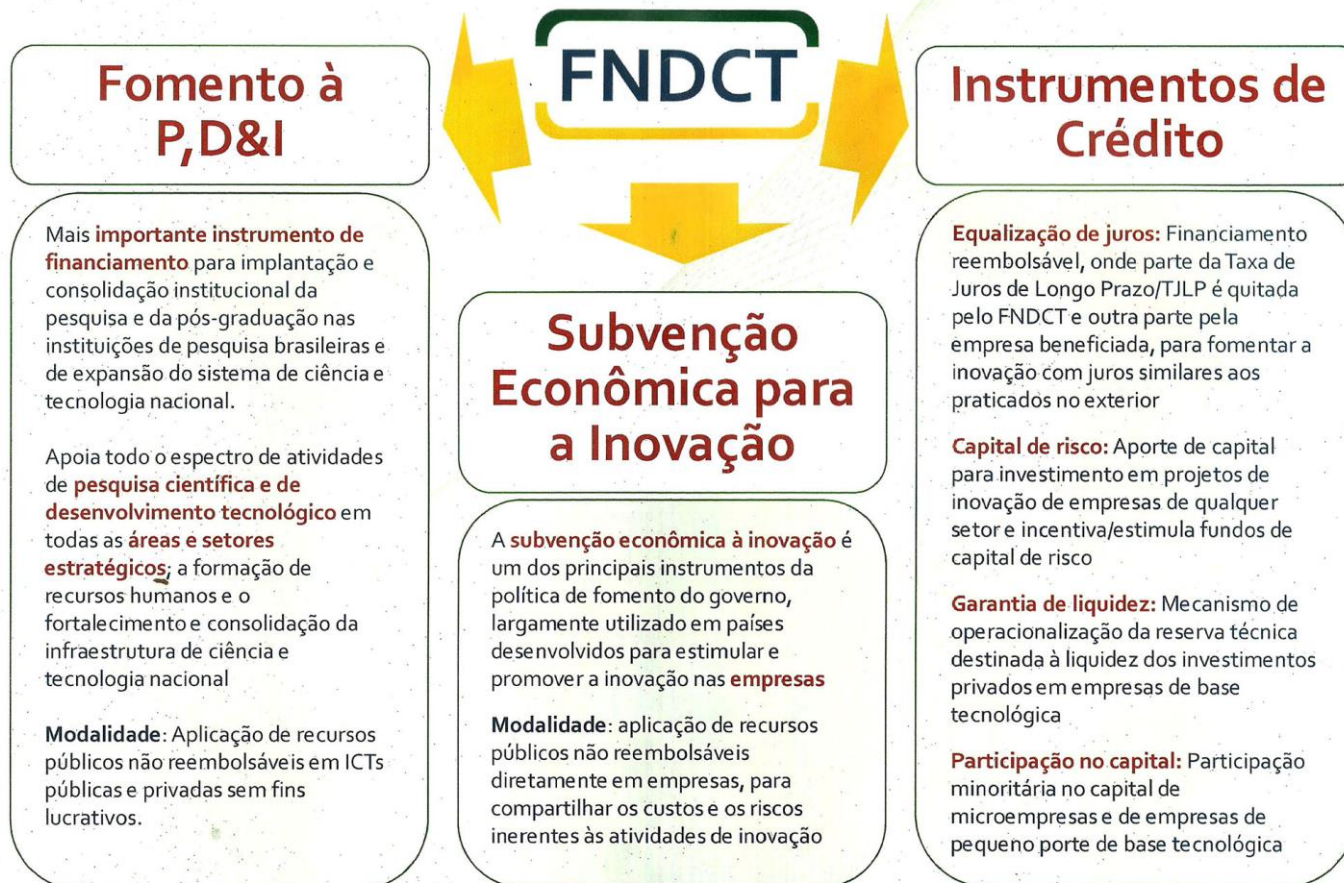 FNDCT
Fomento à
P,D&I
Mais importante instrumento de
financiamento para implantação e
consolidação institucional da
pesquisa e da pós-graduação nas
instituições de pesquisa brasileiras e
de expansão do sistema de ciência e
tecnologia nacional.
Apoia todo o espectro de atividades
de pesquisa científica e de
desenvolvimento tecnológico em
todas as áreas e setores
estratégicos; a formação de
recursos humanos e o
fortalecimento e consolidação da
infraestrutura de ciência e
tecnologia nacional
Modalidade: Aplicação de recursos
públicos não reembolsáveis em ICTs
públicas e privadas sem fins
lucrativos.
Subvenção
Econômica para
a Inovação
A subvenção econômica à inovação é
um dos principais instrumentos da
política de fomento do governo,
largamente utilizado em países
desenvolvidos para estimular e
promover a inovação nas empresas
Modalidade: aplicação de recursos
públicos não reembolsáveis
diretamente em empresas, para
compartilhar os custos e os riscos
inerentes às atividades de inovação
Instrumentos de
Crédito
Equalização de juros: Financiamento
reembolsável, onde parte da Taxa de
Juros de Longo Prazo/TJLP é quitada
pelo FNDCT e outra parte pela
empresa beneficiada, para fomentar a
inovação com juros similares aos
praticados no exterior
Capital de risco: Aporte de capital
para investimento em projetos de
inovação de empresas de qualquer
setor e incentiva/estimula fundos de
capital de risco
Garantia de liquidez: Mecanismo de
operacionalização da reserva técnica
destinada à liquidez dos investimentos
privados em empresas de base
tecnológica
Participação no capital: Participação
minoritária no capital de
microempresas e de empresas de
pequeno porte de base tecnológica